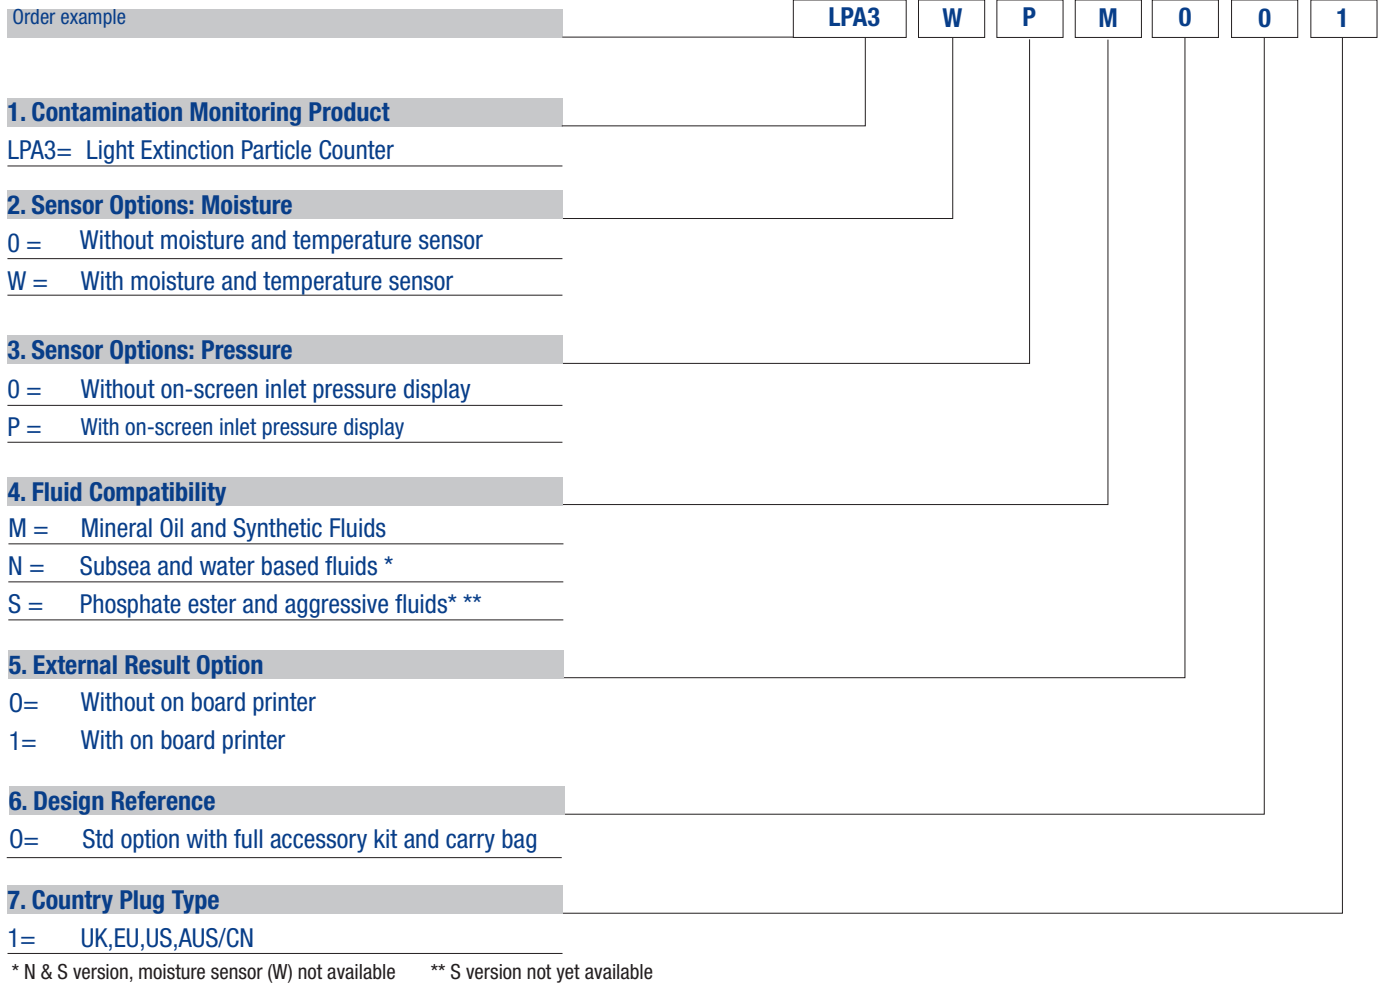 Order example LPA3 W P M 0 0 1
1. Contamination Monitoring Product
LPA3= Light Extinction Particle Counter
2. Sensor Options: Moisture
0 = Without moisture and temperature sensor
W = With moisture and temperature sensor
3. Sensor Options: Pressure
0 = Without on-screen inlet pressure display
P = With on-screen inlet pressure display
4. Fluid Compatibility
M = Mineral Oil and Synthetic Fluids
N = Subsea and water based fluids *
S = Phosphate ester and aggressive fluids* **
5. External Result Option
0= Without on board printer
1= With on board printer
6. Design Reference
0= Std option with full accessory kit and carry bag
7. Country Plug Type
1= UK,EU,US,AUS/CN
* N & S version, moisture sensor (W) not available ** S version not yet available